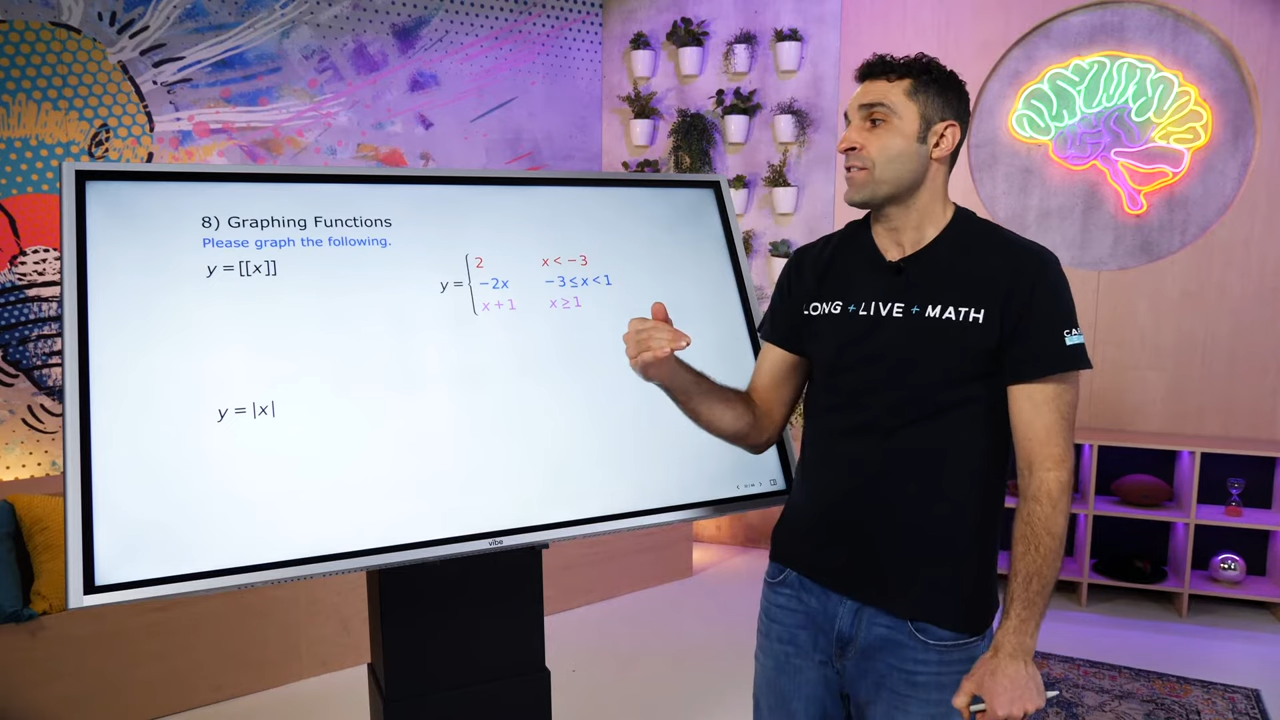 8) Graphing Functions
Please graph the following.
y = [[x]]
y = { 2 x < −3
−2x −3 ≤ x < 1
x + 1 x ≥ 1
y = |x|
vibe
LONG + LIVE + MATH